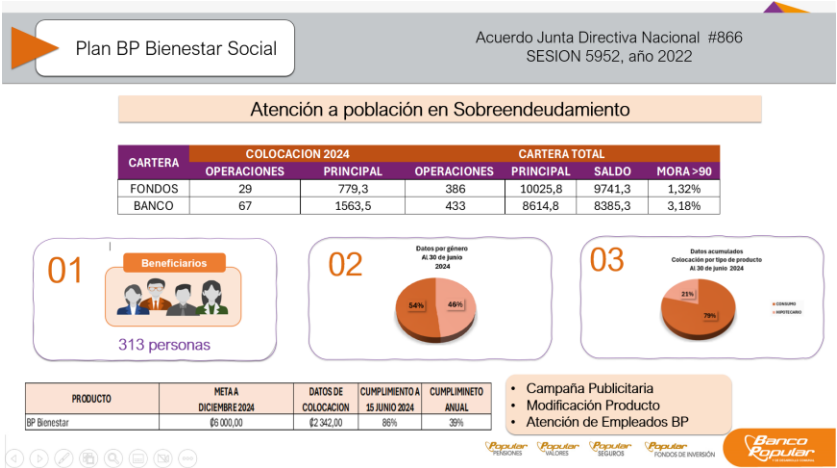 Plan BP Bienestar Social
Acuerdo Junta Directiva Nacional #866
SESION 5952, año 2022
Atención a población en Sobreendeudamiento
CARTERA COLOCACION 2024 CARTERA TOTAL
OPERACIONES PRINCIPAL OPERACIONES PRINCIPAL SALDO MORA >90
FONDOS 29 779,3 386 10025,8 9741,3 1,32%
BANCO 67 1563,5 433 8614,8 8385,3 3,18%
01
Beneficiarios
313 personas
02
Datos por género
Al 30 de junio
2024
54% 46%
03
Datos acumulados
Colocación por tipo de producto
Al 30 de junio 2024
21%
79%
CONSUMO
HIPOTECARIO
PRODUCTO META A DICIEMBRE 2024 DATOS DE COLOCACION CUMPLIMIENTO A 15 JUNIO 2024 CUMPLIMINETO ANUAL
BP Bienestar ₡6 000,00 ₡2 342,00 86% 39%
• Campaña Publicitaria
• Modificación Producto
• Atención de Empleados BP
Popular PENSIONES
Popular VALORES
Popular SEGUROS
Popular FONDOS DE INVERSIÓN
Banco Popular